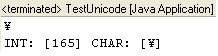 <terminated> TestUnicode [Java Application]
¥
INT: [165] CHAR: [¥]